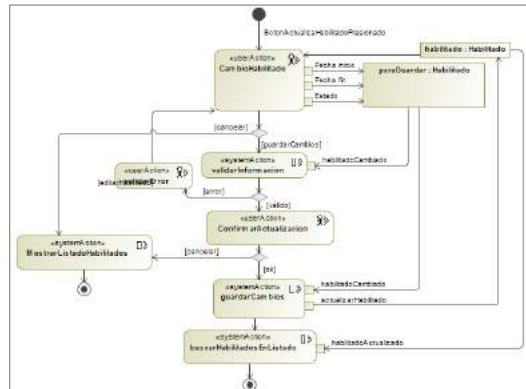 BotonActualizaHabilitadoPresionado
«userAction»
CambioHabilitado
Fecha inicio
Fecha fin
Estado
habilitado : Habilitado
paraGuardar : Habilitado
[cancelar]
[guardarCambios]
«systemAction»
validarInformacion
habilitadoCambiado
«userAction»
[error]
[valido]
«userAction»
ConfirmarActualizacion
«systemAction»
MostrarListadoHabilitados
[cancelar]
[ok]
«systemAction»
guardarCambios
habilitadoCambiado
actualizarHabilitado
«systemAction»
buscarHabilitadosEnListado
habilitadoActualizado